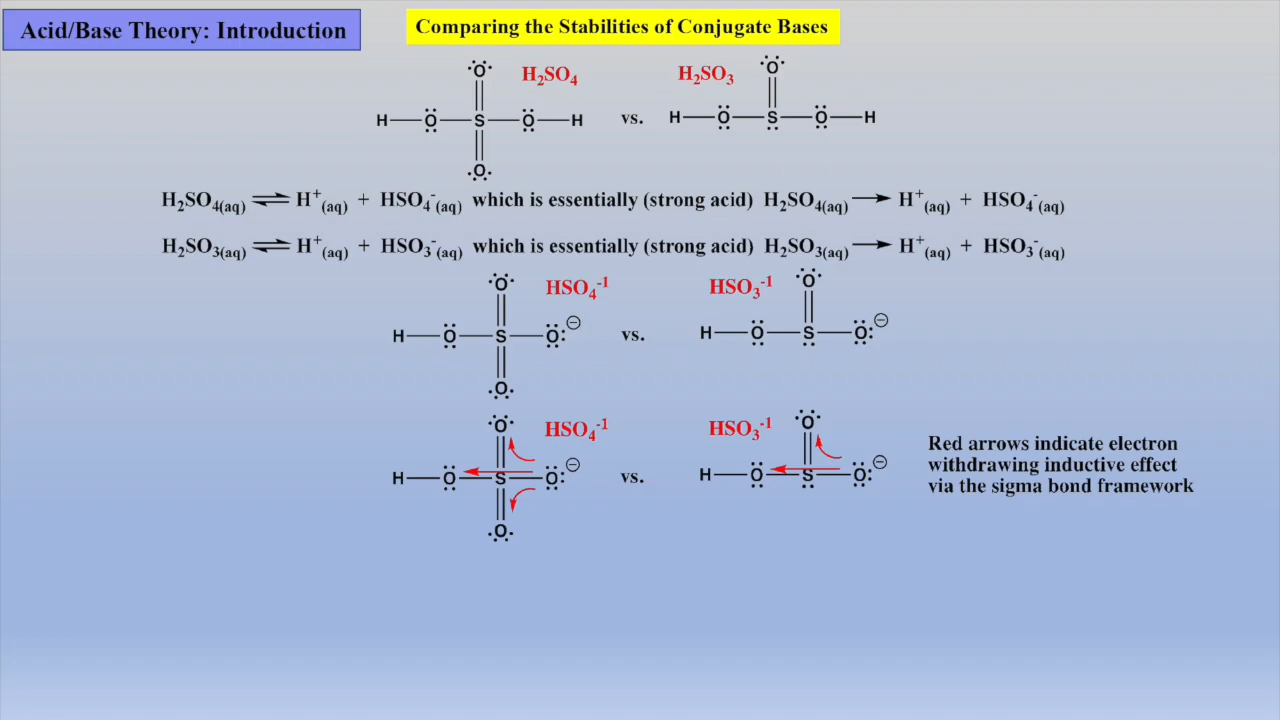 Acid/Base Theory: Introduction
Comparing the Stabilities of Conjugate Bases
H₂SO₄
H₂SO₃
O
O
H O S O H vs. H O S O H
O
H₂SO₄(aq) ⇌ H⁺(aq) + HSO₄⁻(aq) which is essentially (strong acid) H₂SO₄(aq) → H⁺(aq) + HSO₄⁻(aq)
H₂SO₃(aq) ⇌ H⁺(aq) + HSO₃⁻(aq) which is essentially (strong acid) H₂SO₃(aq) → H⁺(aq) + HSO₃⁻(aq)
O HSO₄⁻¹ HSO₃⁻¹ O
H O S O ⊖ vs. H O S O ⊖
O
O HSO₄⁻¹ HSO₃⁻¹ O
H O S O ⊖ vs. H O S O ⊖
O
Red arrows indicate electron
withdrawing inductive effect
via the sigma bond framework